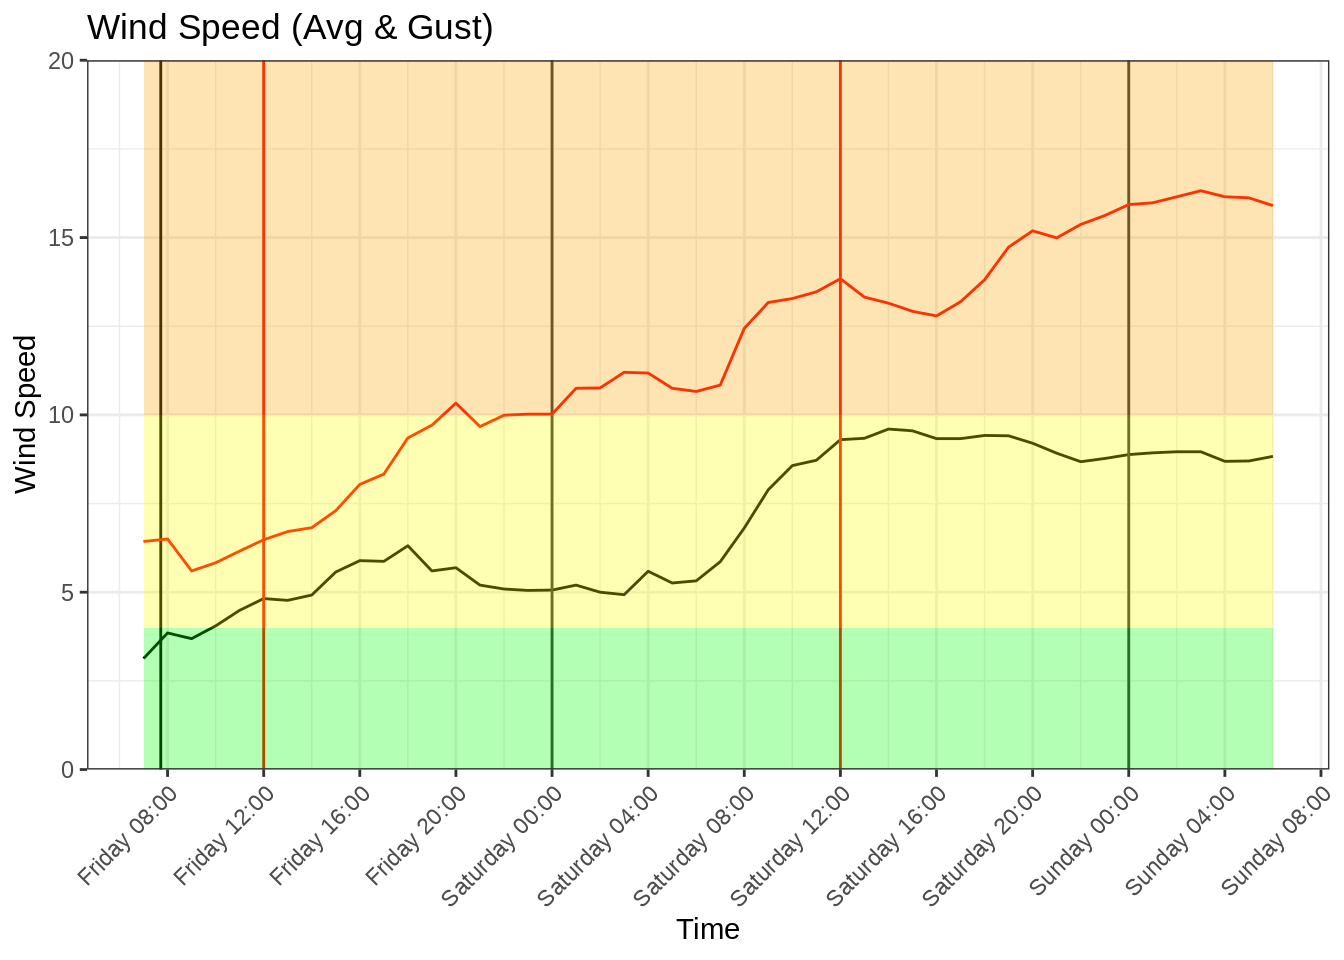 Wind Speed (Avg & Gust)
Wind Speed
20
15
10
5
0
Friday 08:00
Friday 12:00
Friday 16:00
Friday 20:00
Saturday 00:00
Saturday 04:00
Saturday 08:00
Saturday 12:00
Saturday 16:00
Saturday 20:00
Sunday 00:00
Sunday 04:00
Sunday 08:00
Time